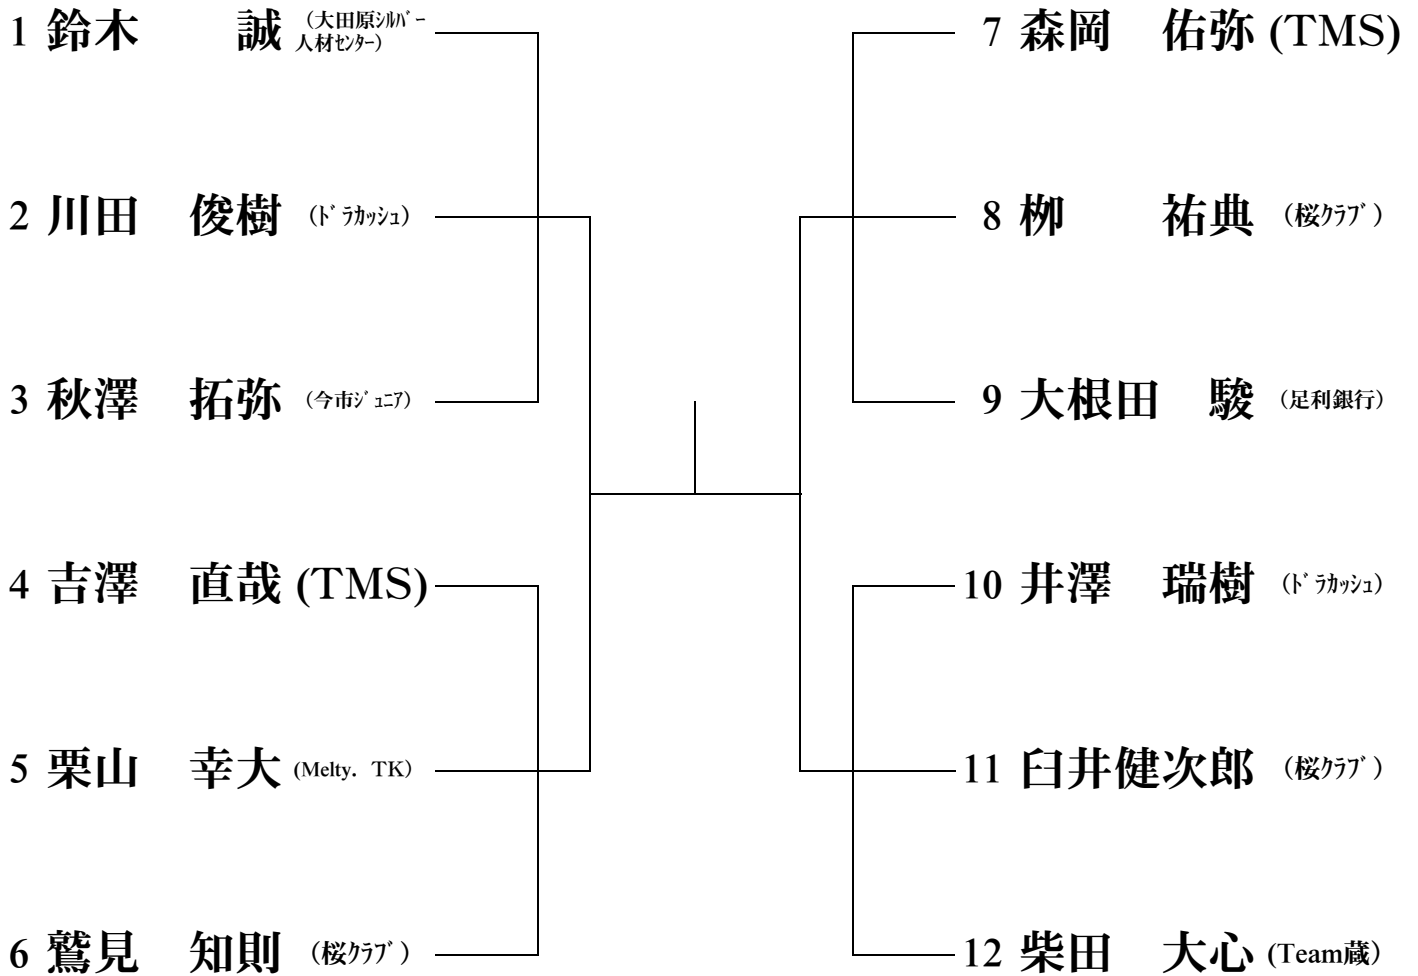 1 鈴木 誠 (大田原ｼﾙﾊﾞｰ
人材ｾﾝﾀｰ)
2 川田 俊樹 (ﾄﾞﾗｶｯｼｭ)
3 秋澤 拓弥 (今市ｼﾞｭﾆｱ)
4 吉澤 直哉 (TMS)
5 栗山 幸大 (Melty. TK)
6 鷲見 知則 (桜ｸﾗﾌﾞ)
7 森岡 佑弥 (TMS)
8 栁 祐典 (桜ｸﾗﾌﾞ)
9 大根田 駿 (足利銀行)
10 井澤 瑞樹 (ﾄﾞﾗｶｯｼｭ)
11 臼井健次郎 (桜ｸﾗﾌﾞ)
12 柴田 大心 (Team蔵)